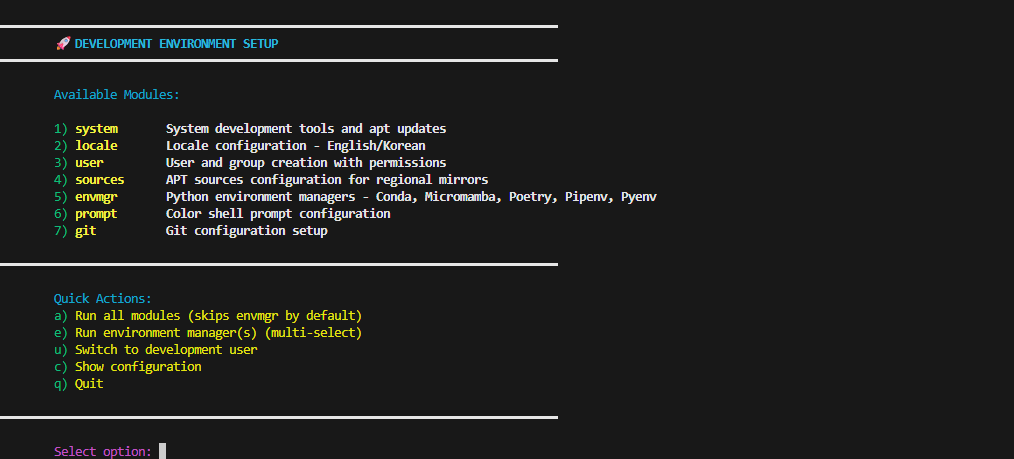 🚀 DEVELOPMENT ENVIRONMENT SETUP
Available Modules:
1) system System development tools and apt updates
2) locale Locale configuration - English/Korean
3) user User and group creation with permissions
4) sources APT sources configuration for regional mirrors
5) envmgr Python environment managers - Conda, Micromamba, Poetry, Pipenv, Pyenv
6) prompt Color shell prompt configuration
7) git Git configuration setup
Quick Actions:
a) Run all modules (skips envmgr by default)
e) Run environment manager(s) (multi-select)
u) Switch to development user
c) Show configuration
q) Quit
Select option: